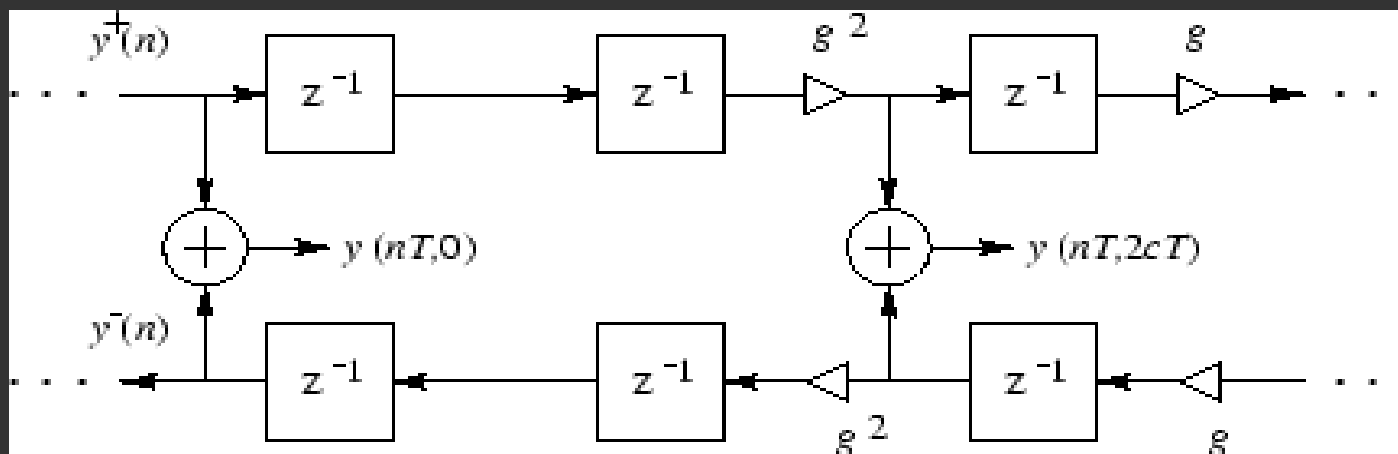 y⁺(n) g² g
. . . z⁻¹ z⁻¹ z⁻¹ . .
+ y (nT,0) + y (nT,2cT)
y⁻(n)
. . . z⁻¹ z⁻¹ z⁻¹ . .
g² g